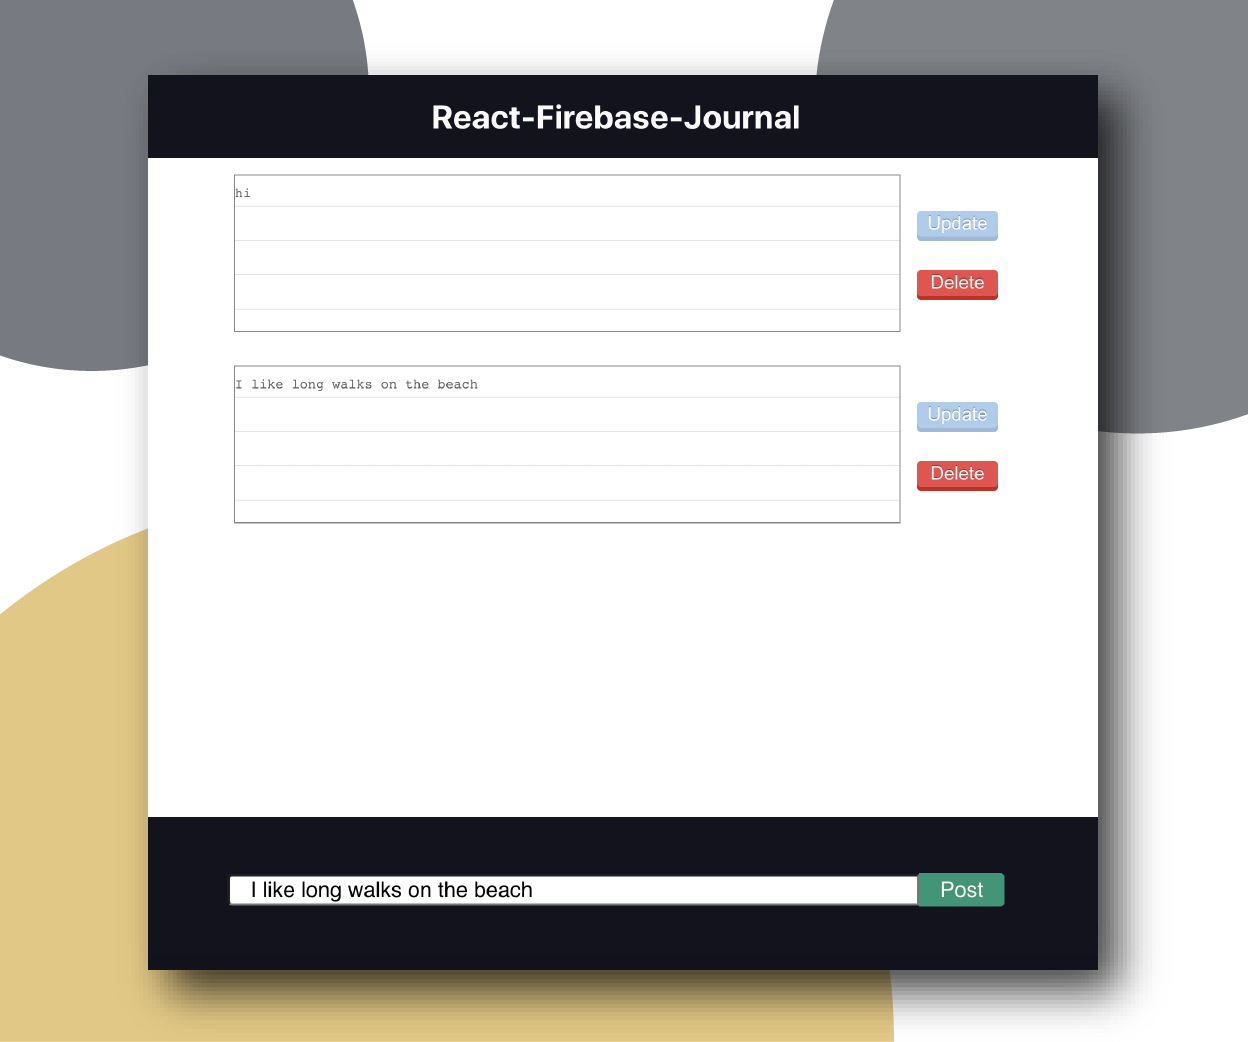 React-Firebase-Journal
hi
Update
Delete
I like long walks on the beach
Update
Delete
I like long walks on the beach
Post